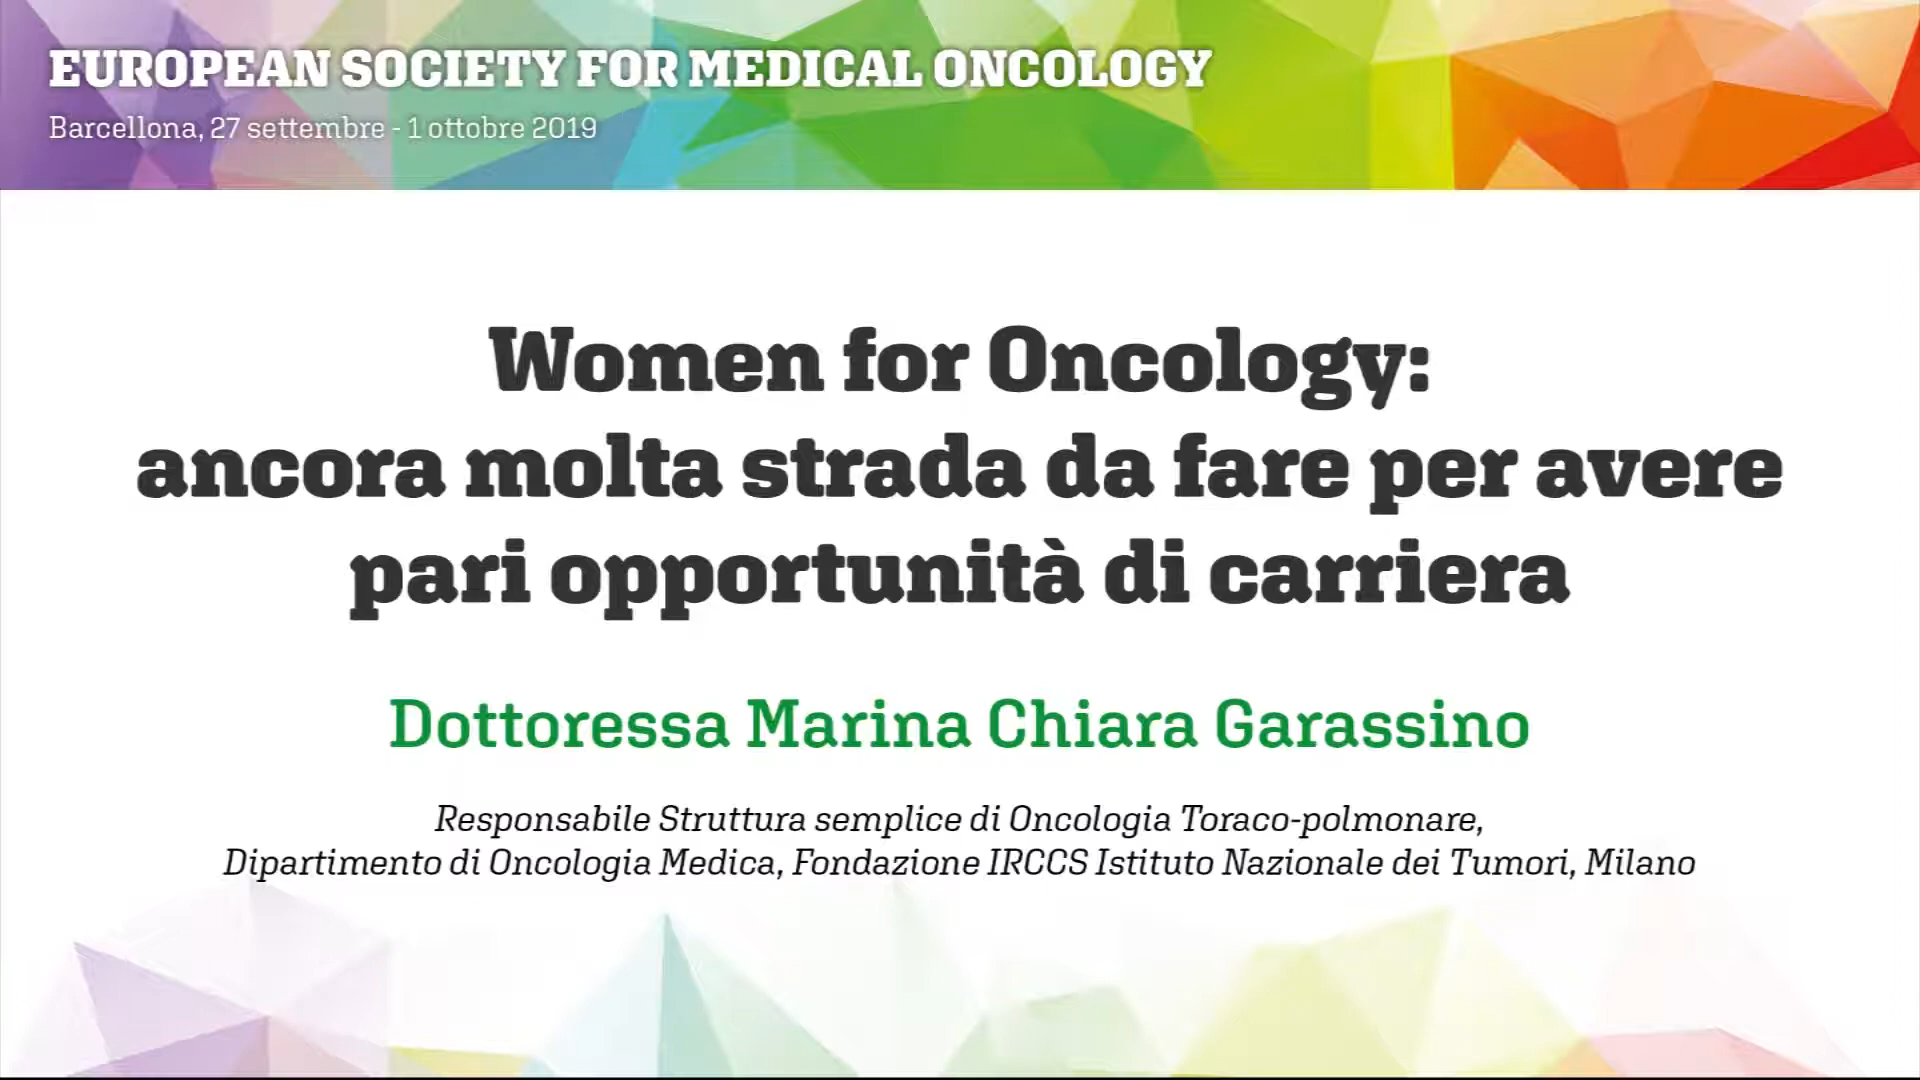 EUROPEAN SOCIETY FOR MEDICAL ONCOLOGY
Barcellona, 27 settembre - 1 ottobre 2019
Women for Oncology:
ancora molta strada da fare per avere
pari opportunità di carriera
Dottoressa Marina Chiara Garassino
Responsabile Struttura semplice di Oncologia Toraco-polmonare,
Dipartimento di Oncologia Medica, Fondazione IRCCS Istituto Nazionale dei Tumori, Milano